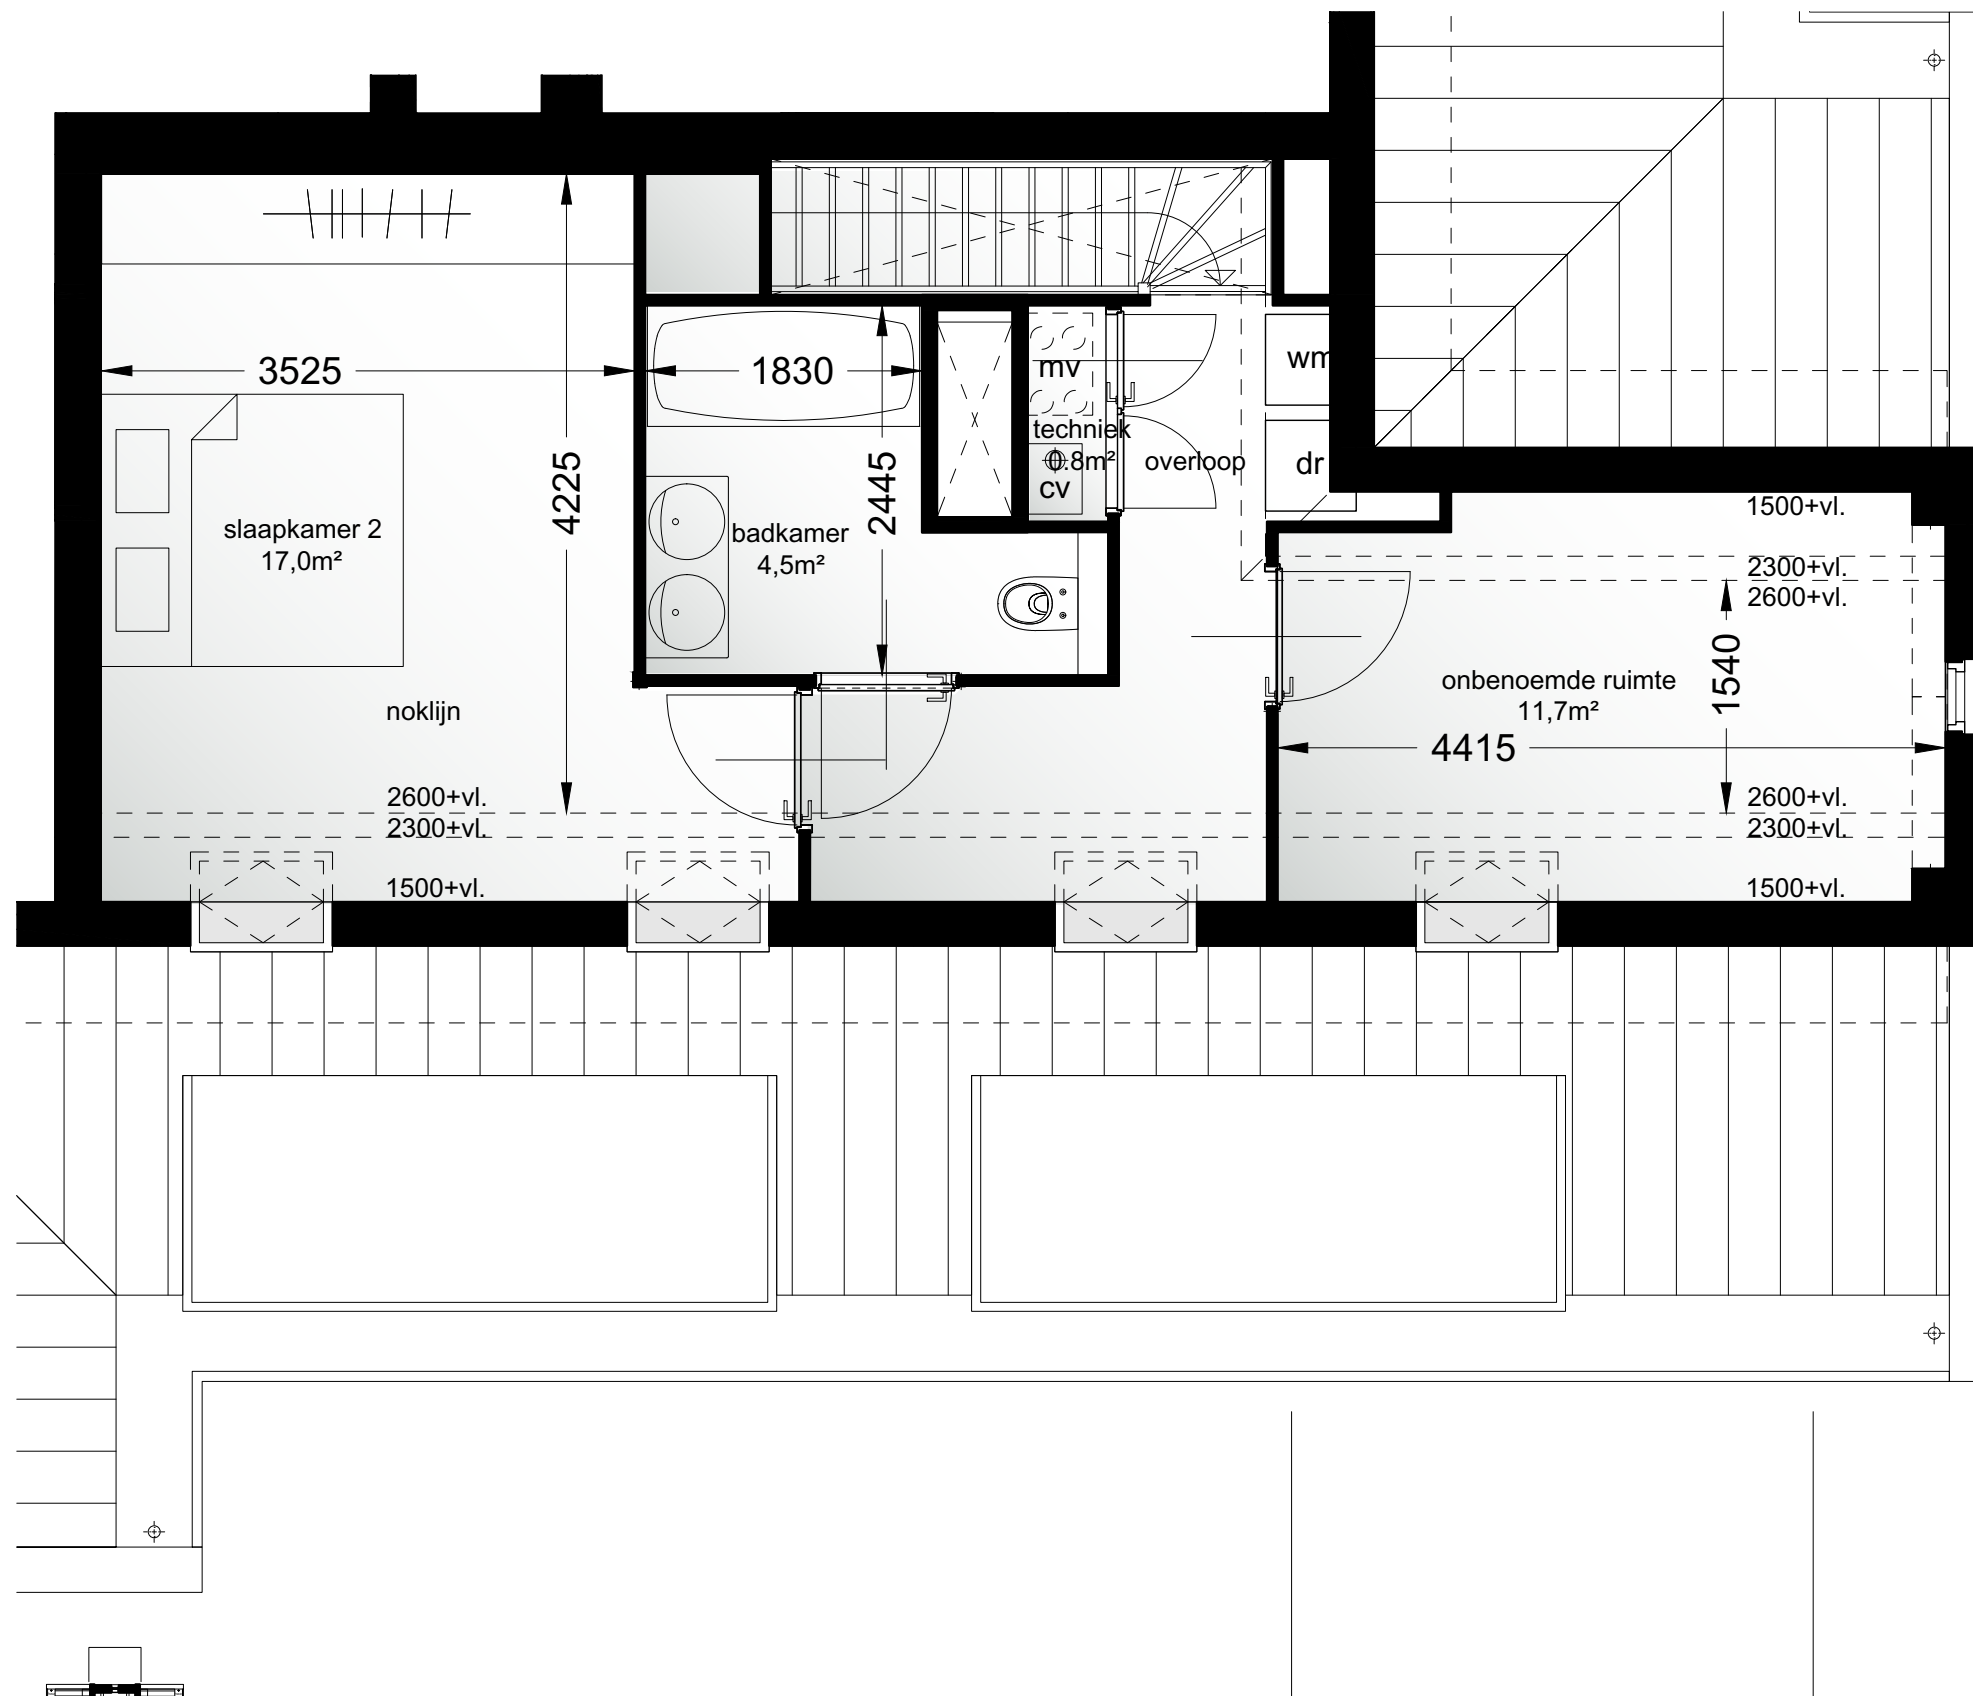 3525
1830
4225
2445
slaapkamer 2
17,0m²
badkamer
4,5m²
mv
techniek
0.8m²
cv
overloop
wm
dr
noklijn
2600+vl.
2300+vl.
1500+vl.
1500+vl.
2300+vl.
2600+vl.
1540
onbenoemde ruimte
11,7m²
4415
2600+vl.
2300+vl.
1500+vl.